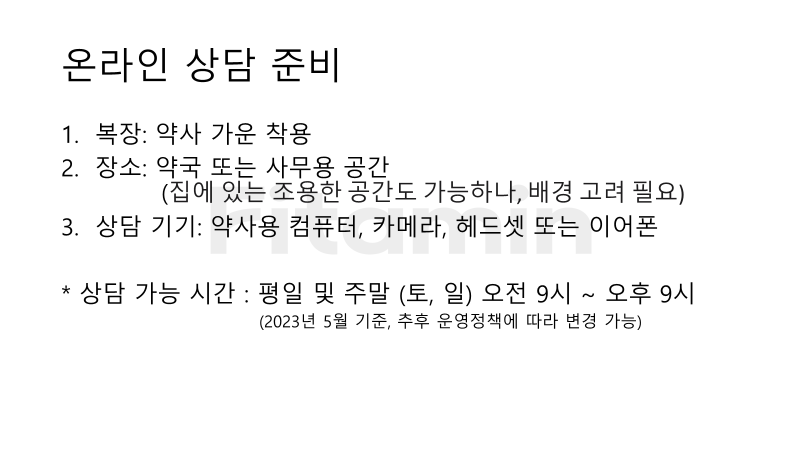 온라인 상담 준비
1. 복장: 약사 가운 착용
2. 장소: 약국 또는 사무용 공간
(집에 있는 조용한 공간도 가능하나, 배경 고려 필요)
3. 상담 기기: 약사용 컴퓨터, 카메라, 헤드셋 또는 이어폰
* 상담 가능 시간 : 평일 및 주말 (토, 일) 오전 9시 ~ 오후 9시
(2023년 5월 기준, 추후 운영정책에 따라 변경 가능)